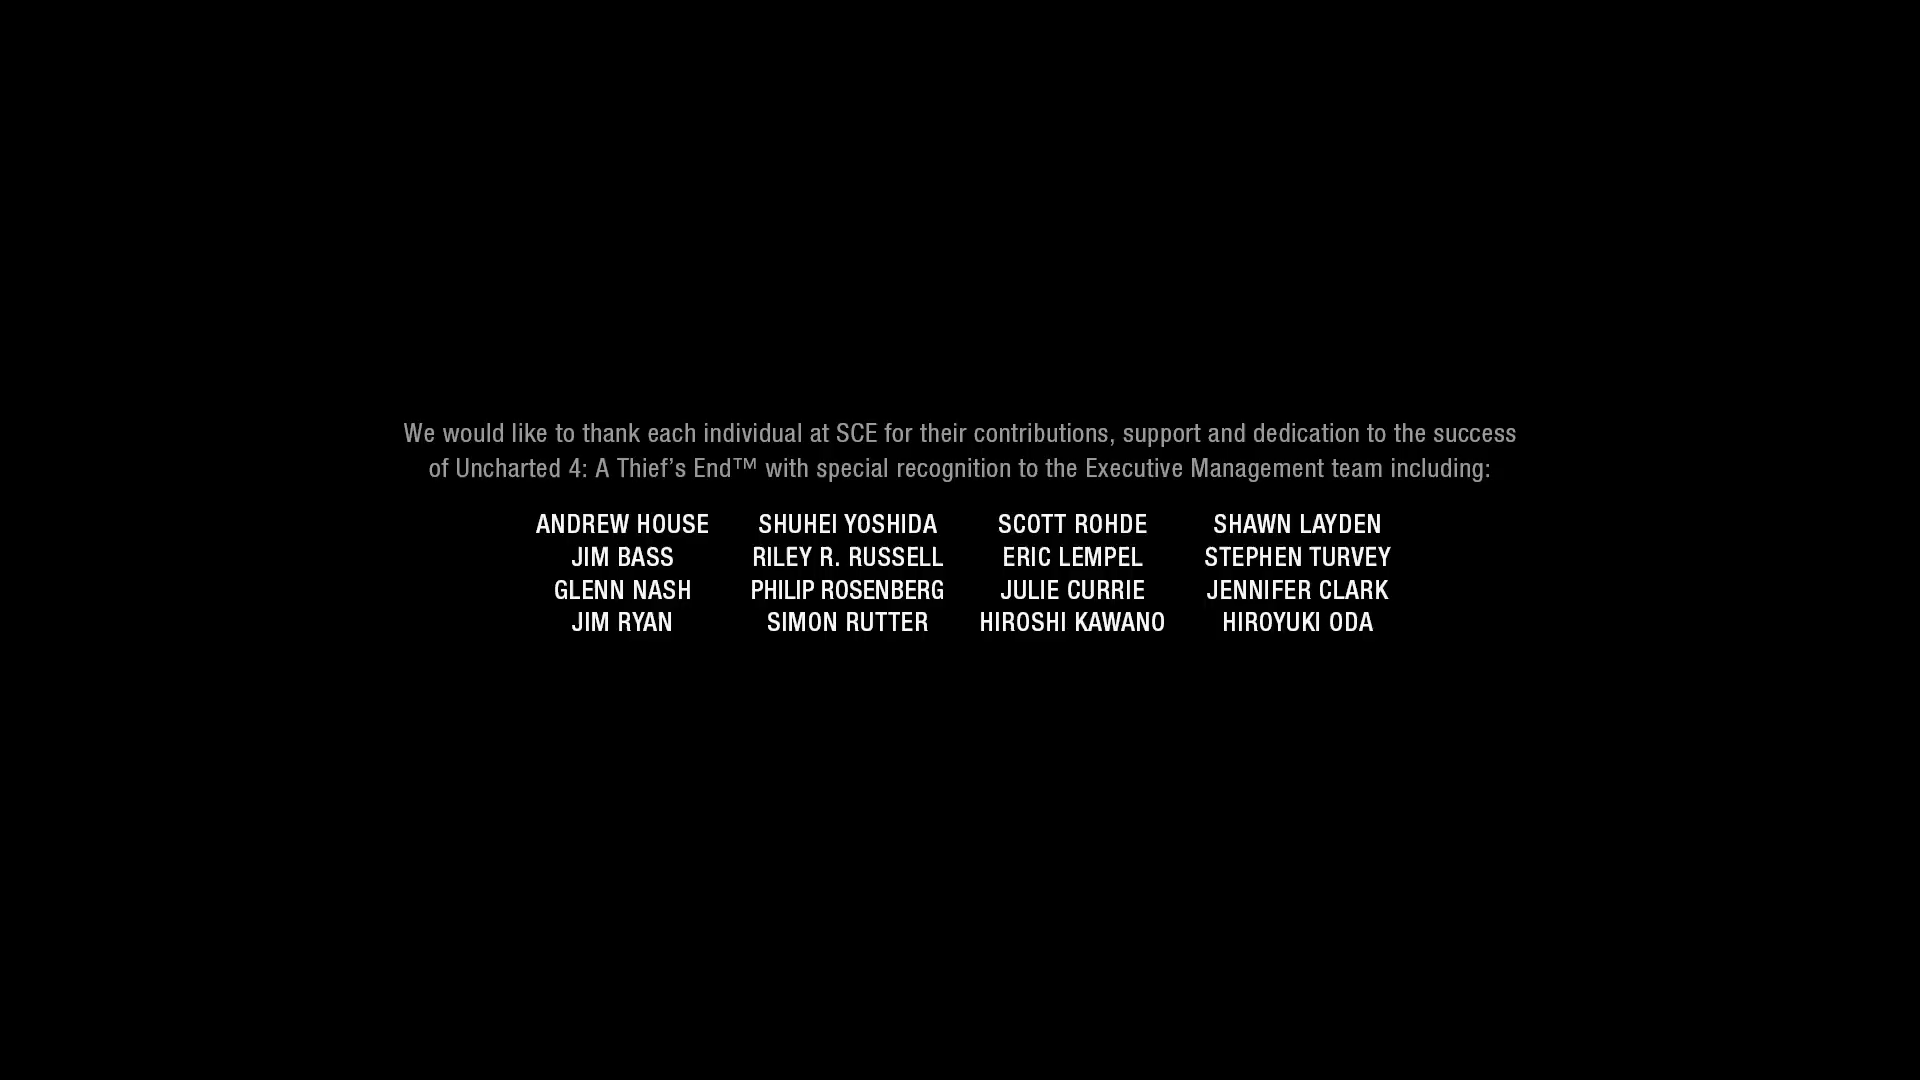 We would like to thank each individual at SCE for their contributions, support and dedication to the success
of Uncharted 4: A Thief’s End™ with special recognition to the Executive Management team including:
ANDREW HOUSE SHUHEI YOSHIDA SCOTT ROHDE SHAWN LAYDEN
JIM BASS RILEY R. RUSSELL ERIC LEMPEL STEPHEN TURVEY
GLENN NASH PHILIP ROSENBERG JULIE CURRIE JENNIFER CLARK
JIM RYAN SIMON RUTTER HIROSHI KAWANO HIROYUKI ODA